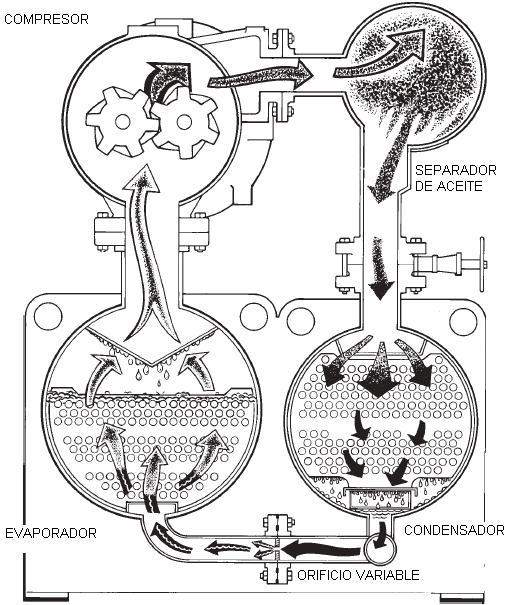 COMPRESOR
SEPARADOR
DE ACEITE
EVAPORADOR
CONDENSADOR
ORIFICIO VARIABLE